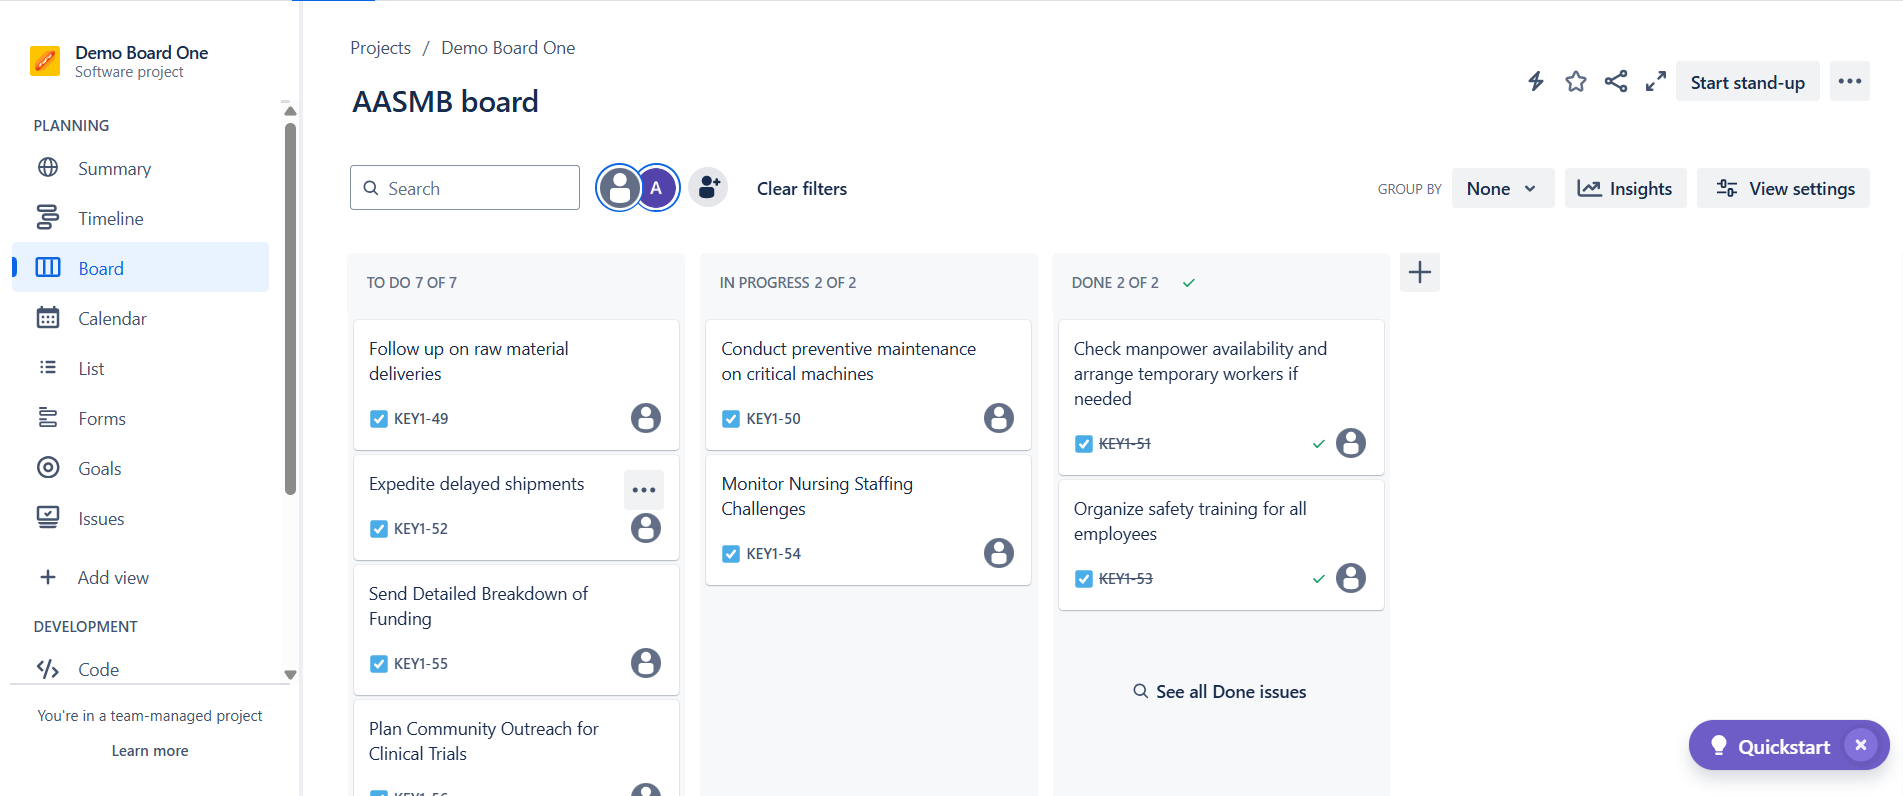 Demo Board One
Software project
PLANNING
Summary
Timeline
Board
Calendar
List
Forms
Goals
Issues
Add view
DEVELOPMENT
Code
You're in a team-managed project
Learn more
Projects / Demo Board One
AASMB board
Start stand-up
Search
A
Clear filters
GROUP BY
None
Insights
View settings
TO DO 7 OF 7
Follow up on raw material
deliveries
KEY1-49
Expedite delayed shipments
KEY1-52
Send Detailed Breakdown of
Funding
KEY1-55
Plan Community Outreach for
Clinical Trials
IN PROGRESS 2 OF 2
Conduct preventive maintenance
on critical machines
KEY1-50
Monitor Nursing Staffing
Challenges
KEY1-54
DONE 2 OF 2
Check manpower availability and
arrange temporary workers if
needed
KEY1-51
Organize safety training for all
employees
KEY1-53
See all Done issues
Quickstart